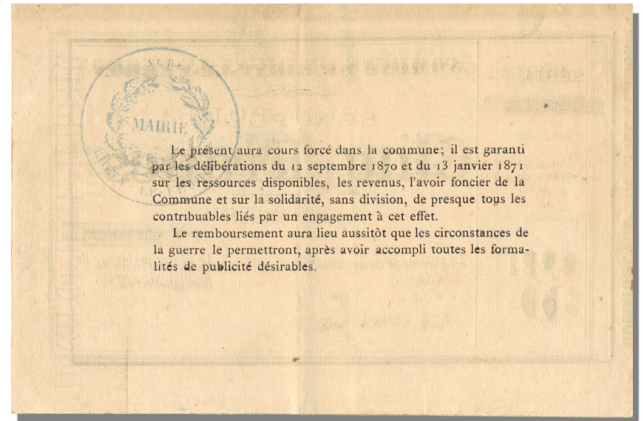 MAIRIE
Le présent aura cours forcé dans la commune; il est garanti
par les délibérations du 12 septembre 1870 et du 13 janvier 1871
sur les ressources disponibles, les revenus, l'avoir foncier de la
Commune et sur la solidarité, sans division, de presque tous les
contribuables liés par un engagement à cet effet.
Le remboursement aura lieu aussitôt que les circonstances de
la guerre le permettront, après avoir accompli toutes les forma-
lités de publicité désirables.